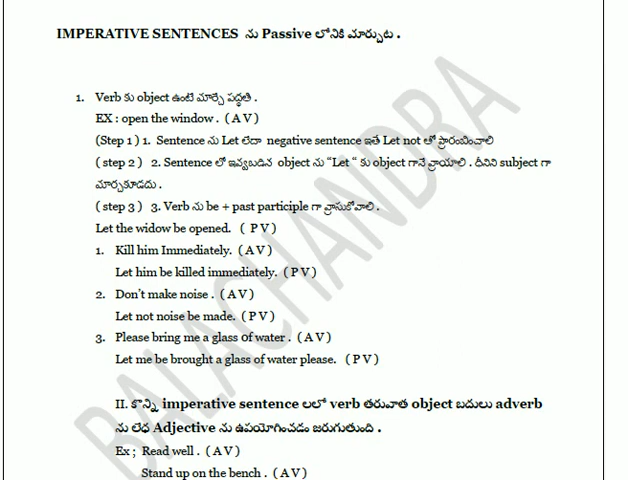 IMPERATIVE SENTENCES ను Passive లోనికి మార్చుట .
1. Verb కు object ఉంటే మార్చే పద్ధతి .
EX : open the window . ( A V )
(Step 1 ) 1. Sentence ను Let లేదా negative sentence ఐతే Let not తో ప్రారంబించాలి
( step 2 ) 2. Sentence లో ఇవ్వబడిన object ను “Let “ కు object గానే వ్రాయాలి . దీనిని subject గా
మార్చకూడదు .
( step 3 ) 3. Verb ను be + past participle గా వ్రాసుకోవాలి .
Let the widow be opened. ( P V )
1. Kill him Immediately. ( A V )
Let him be killed immediately. ( P V )
2. Don’t make noise . ( A V )
Let not noise be made. ( P V )
3. Please bring me a glass of water . ( A V )
Let me be brought a glass of water please. ( P V )
II. కొన్ని imperative sentence లలో verb తరువాత object బదులు adverb
ను లేధ Adjective ను ఉపయోగించడం జరుగుతుంది .
Ex ; Read well . ( A V )
Stand up on the bench . ( A V )
BALACHANDRA